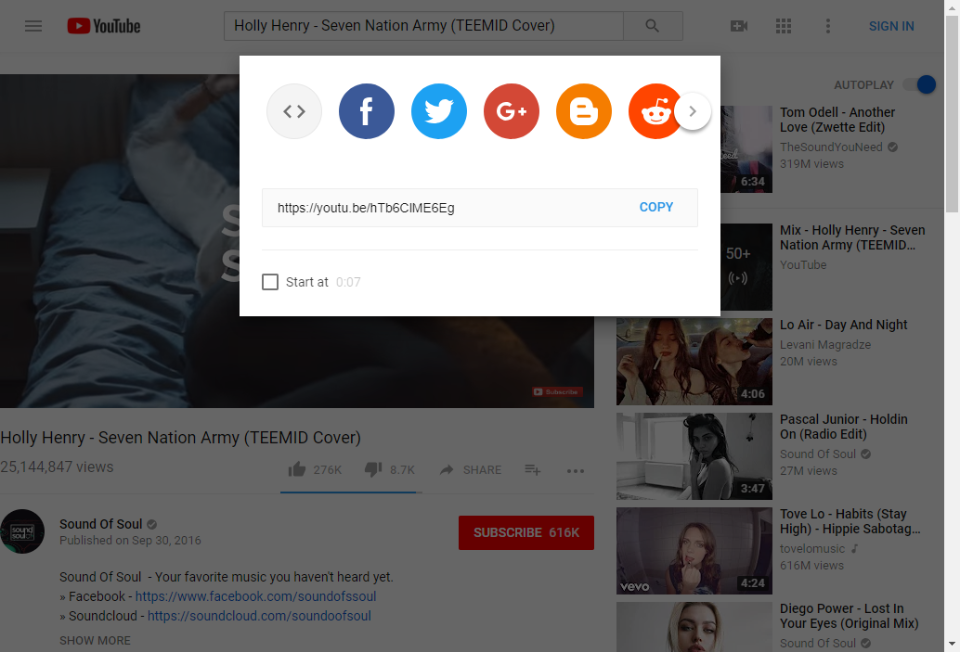 YouTube
Holly Henry - Seven Nation Army (TEEMID Cover)
SIGN IN
G+
https://youtu.be/hTb6ClME6Eg
COPY
Start at 0:07
AUTOPLAY
Tom Odell - Another
Love (Zwette Edit)
TheSoundYouNeed
319M views
6:34
50+
Mix - Holly Henry - Seven
Nation Army (TEEMID...
YouTube
Lo Air - Day And Night
Levani Magradze
20M views
4:06
Pascal Junior - Holdin
On (Radio Edit)
Sound Of Soul
27M views
3:47
Tove Lo - Habits (Stay
High) - Hippie Sabotag...
tovelomusic
616M views
vevo
4:24
Diego Power - Lost In
Your Eyes (Original Mix)
Sound Of Soul
Subscribe
Holly Henry - Seven Nation Army (TEEMID Cover)
25,144,847 views
276K
8.7K
SHARE
sound
soul
Sound Of Soul
Published on Sep 30, 2016
SUBSCRIBE 616K
Sound Of Soul - Your favorite music you haven't heard yet.
» Facebook - https://www.facebook.com/soundofssoul
» Soundcloud - https://soundcloud.com/soundoofsoul
SHOW MORE